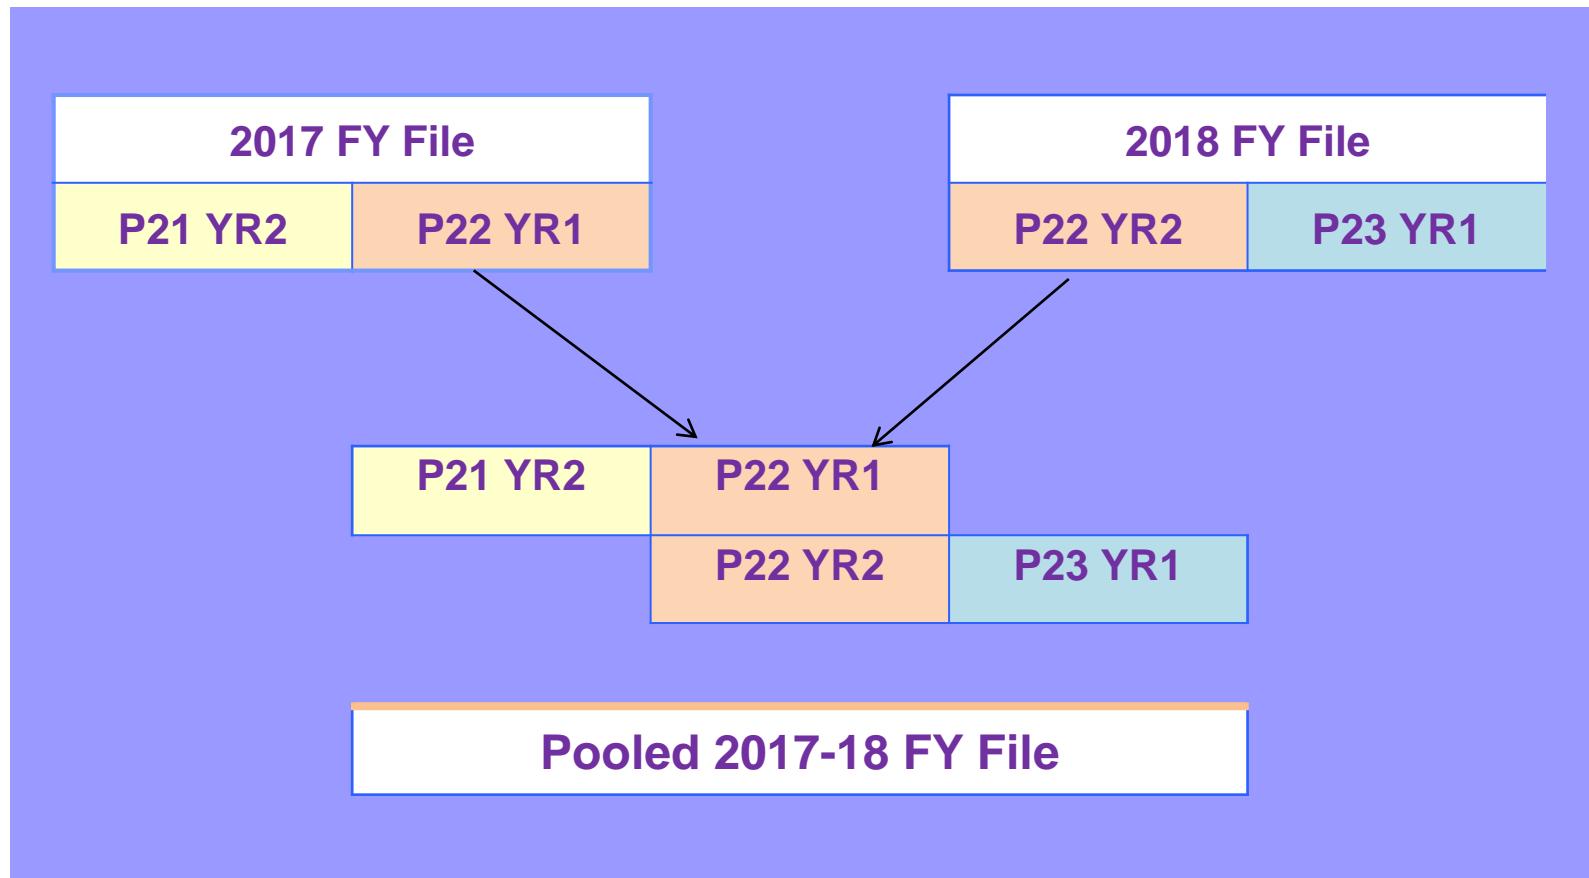 2017 FY File
2018 FY File
P21 YR2
P22 YR1
P22 YR2
P23 YR1
P21 YR2
P22 YR1
P22 YR2
P23 YR1
Pooled 2017-18 FY File